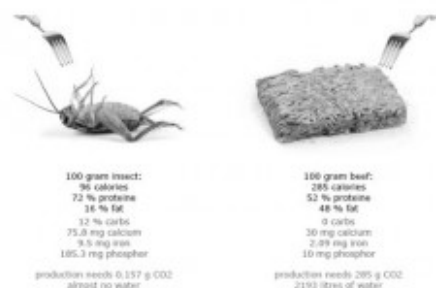 100 gram insect:
96 calories
72 % proteine
16 % fat
12 % carbs
75.8 mg calcium
9.5 mg iron
185.3 mg phosphor
production needs 0.157 g CO2
almost no water
100 gram beef:
285 calories
52 % proteine
48 % fat
0 carbs
30 mg calcium
2.09 mg iron
10 mg phosphor
production needs 285 g CO2
2193 litres of water